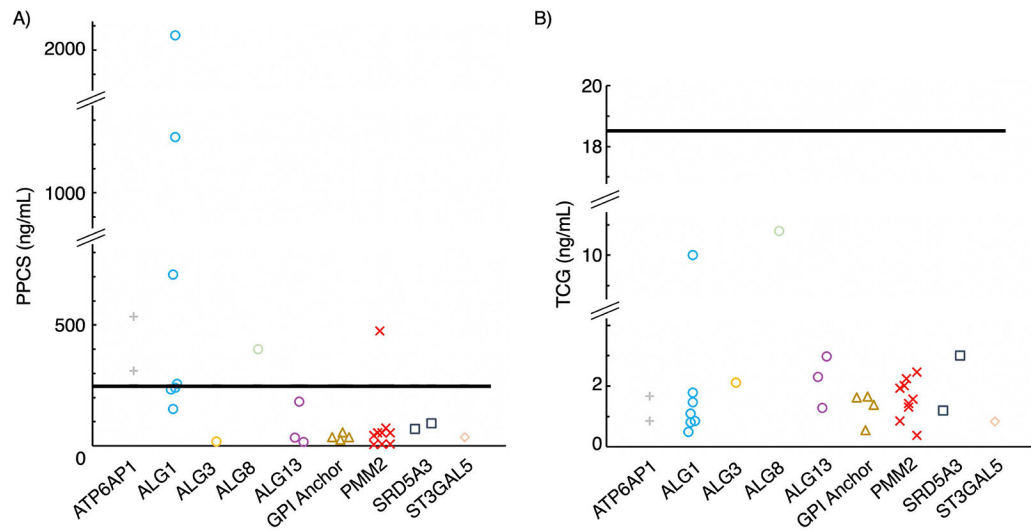 A)
2000
1000
500
0
PPCS (ng/mL)
ATP6AP1
ALG1
ALG3
ALG8
ALG13
GPI Anchor
PMM2
SRD5A3
ST3GAL5
B)
20
18
10
2
0
TCG (ng/mL)
ATP6AP1
ALG1
ALG3
ALG8
ALG13
GPI Anchor
PMM2
SRD5A3
ST3GAL5